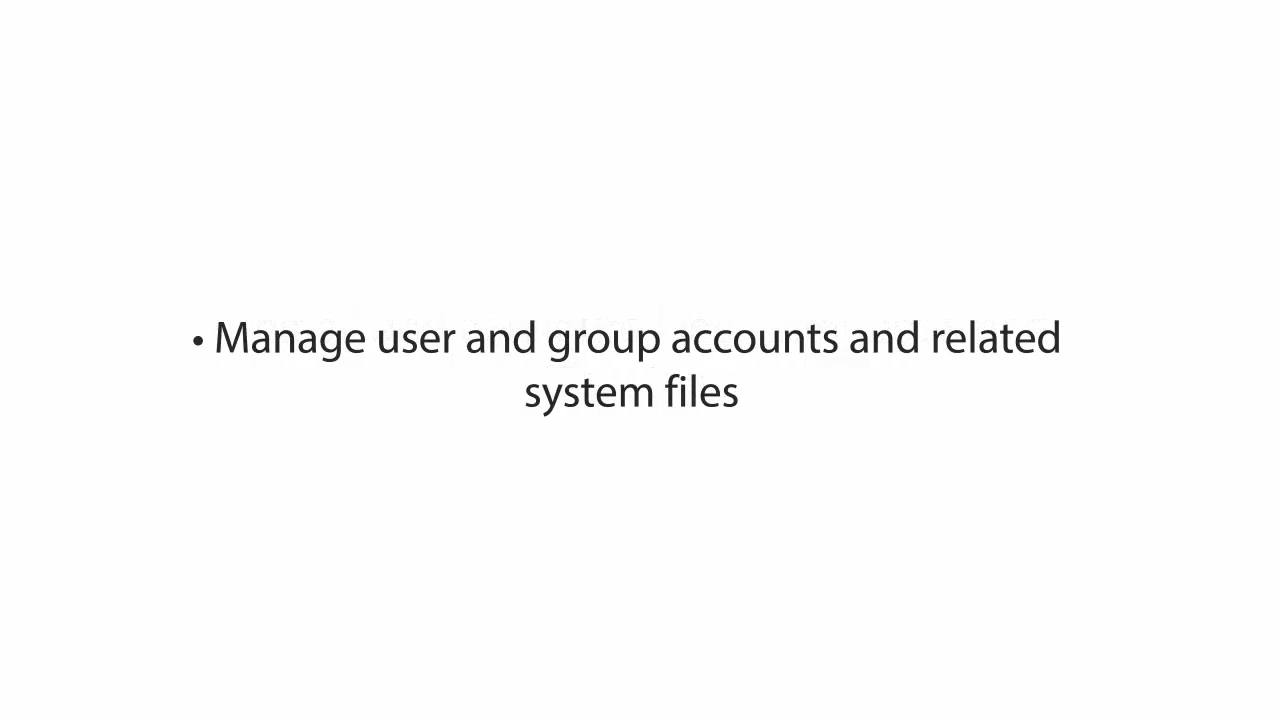 • Manage user and group accounts and related
system files